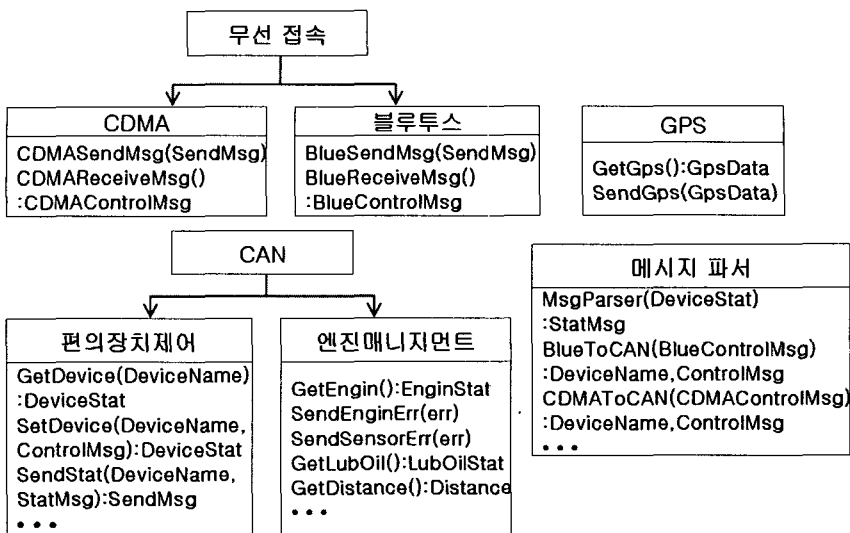 무선 접속
CDMA
CDMASendMsg(SendMsg)
CDMAReceiveMsg()
:CDMAControlMsg
블루투스
BlueSendMsg(SendMsg)
BlueReceiveMsg()
:BlueControlMsg
GPS
GetGps():GpsData
SendGps(GpsData)
CAN
편의장치제어
GetDevice(DeviceName)
:DeviceStat
SetDevice(DeviceName,
ControlMsg):DeviceStat
SendStat(DeviceName,
StatMsg):SendMsg
• • •
엔진매니지먼트
GetEngin():EnginStat
SendEnginErr(err)
SendSensorErr(err)
GetLubOil():LubOilStat
GetDistance():Distance
• • •
메시지 파서
MsgParser(DeviceStat)
:StatMsg
BlueToCAN(BlueControlMsg)
:DeviceName,ControlMsg
CDMAToCAN(CDMAControlMsg)
:DeviceName,ControlMsg
• • •